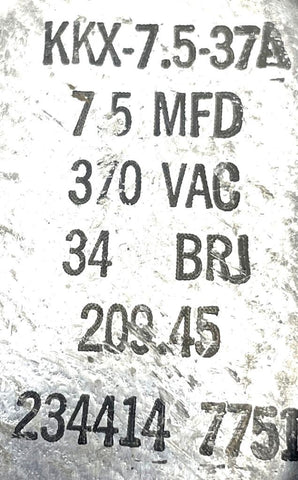 KKX-7.5-37A
7 5 MFD
370 VAC
34 BRJ
209.45
234414 7751